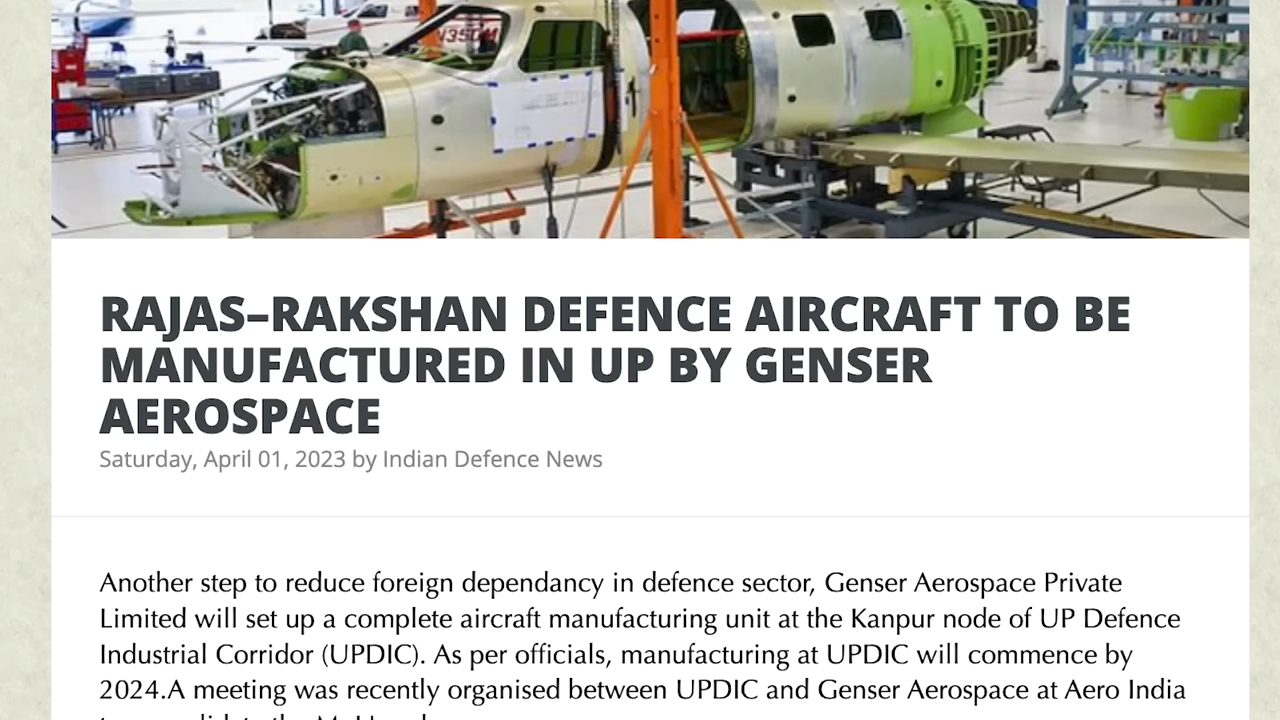 N350M
RAJAS–RAKSHAN DEFENCE AIRCRAFT TO BE
MANUFACTURED IN UP BY GENSER
AEROSPACE
Saturday, April 01, 2023 by Indian Defence News
Another step to reduce foreign dependancy in defence sector, Genser Aerospace Private
Limited will set up a complete aircraft manufacturing unit at the Kanpur node of UP Defence
Industrial Corridor (UPDIC). As per officials, manufacturing at UPDIC will commence by
2024.A meeting was recently organised between UPDIC and Genser Aerospace at Aero India